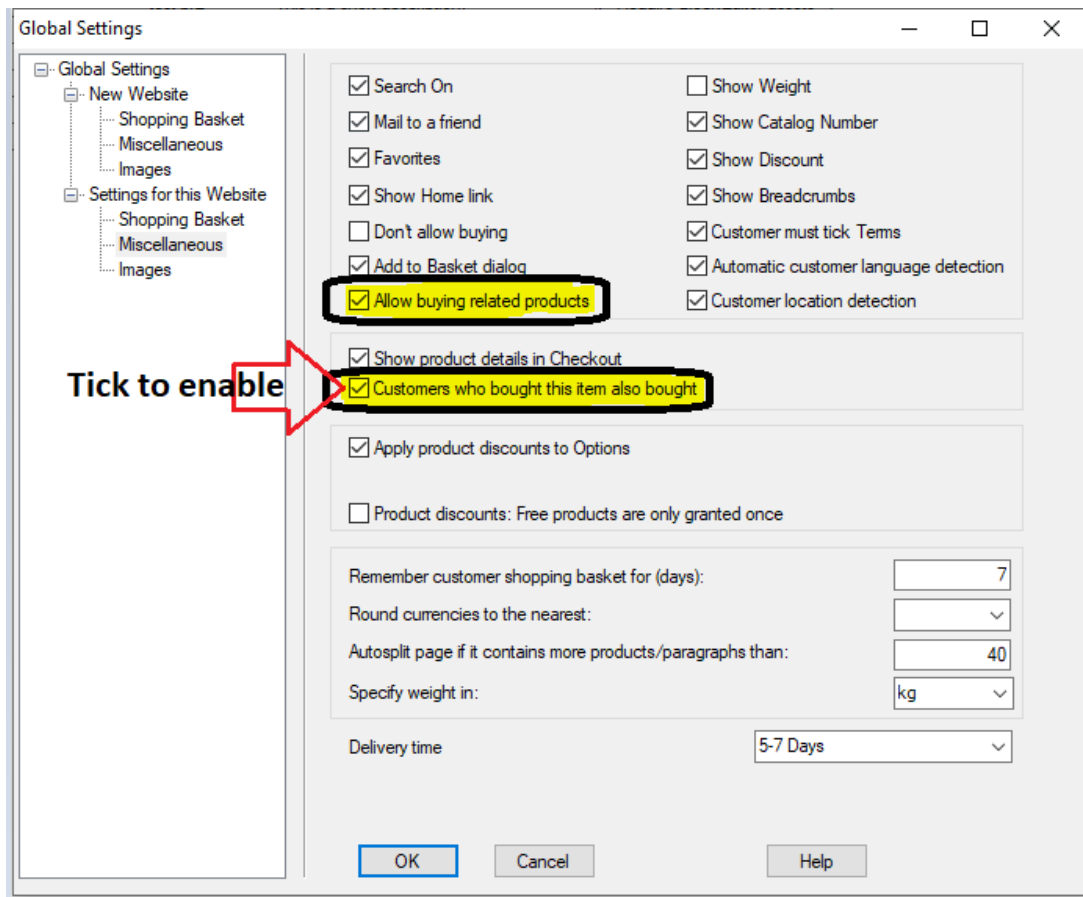 Global Settings
Global Settings
New Website
Shopping Basket
Miscellaneous
Images
Settings for this Website
Shopping Basket
Miscellaneous
Images
Search On
Show Weight
Mail to a friend
Show Catalog Number
Favorites
Show Discount
Show Home link
Show Breadcrumbs
Don't allow buying
Customer must tick Terms
Add to Basket dialog
Automatic customer language detection
Allow buying related products
Customer location detection
Show product details in Checkout
Tick to enable
Customers who bought this item also bought
Apply product discounts to Options
Product discounts: Free products are only granted once
Remember customer shopping basket for (days): 7
Round currencies to the nearest:
Autosplit page if it contains more products/paragraphs than: 40
Specify weight in: kg
Delivery time 5-7 Days
OK Cancel Help